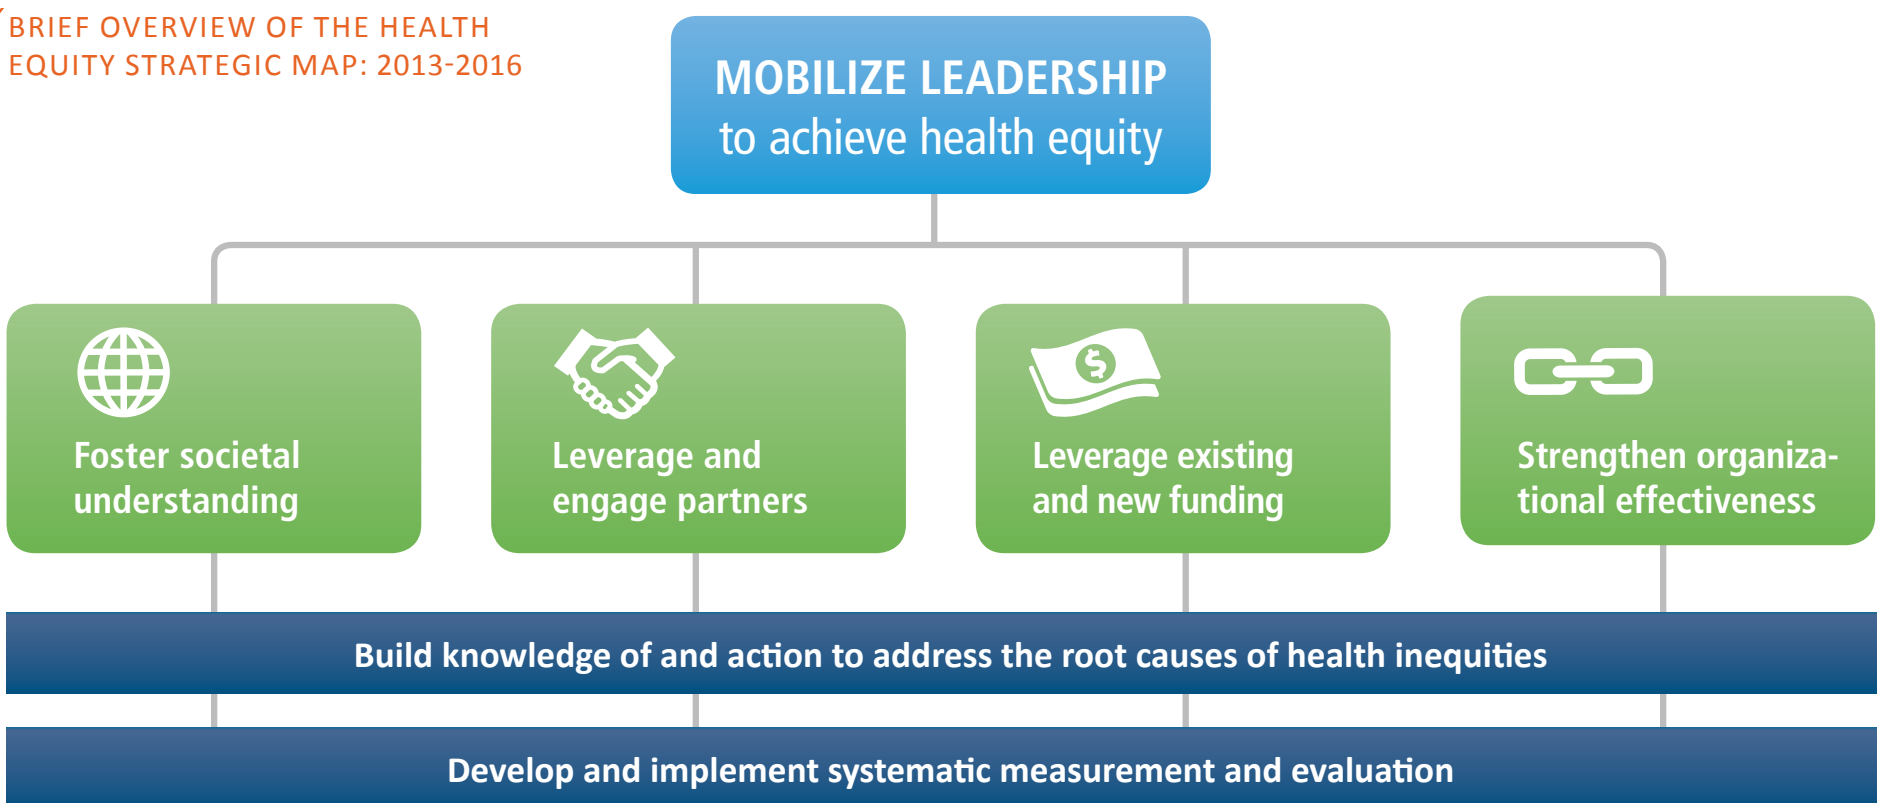 BRIEF OVERVIEW OF THE HEALTH
EQUITY STRATEGIC MAP: 2013-2016
MOBILIZE LEADERSHIP
to achieve health equity
Foster societal
understanding
Leverage and
engage partners
$
Leverage existing
and new funding
Strengthen organiza-
tional effectiveness
Build knowledge of and action to address the root causes of health inequities
Develop and implement systematic measurement and evaluation